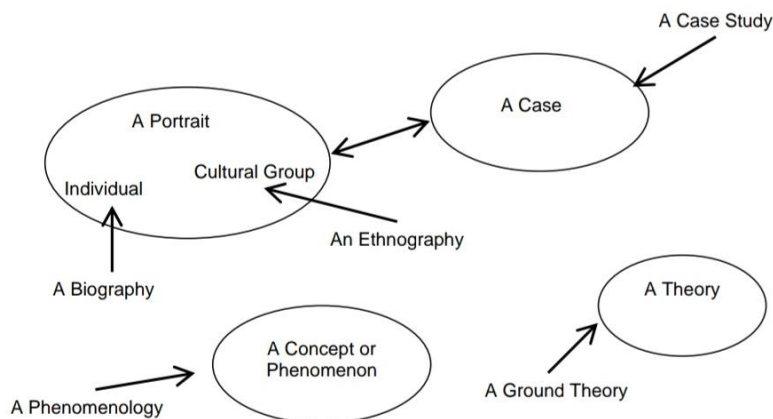 A Case Study
A Case
A Portrait
Cultural Group
Individual
An Ethnography
A Biography
A Theory
A Concept or
Phenomenon
A Ground Theory
A Phenomenology